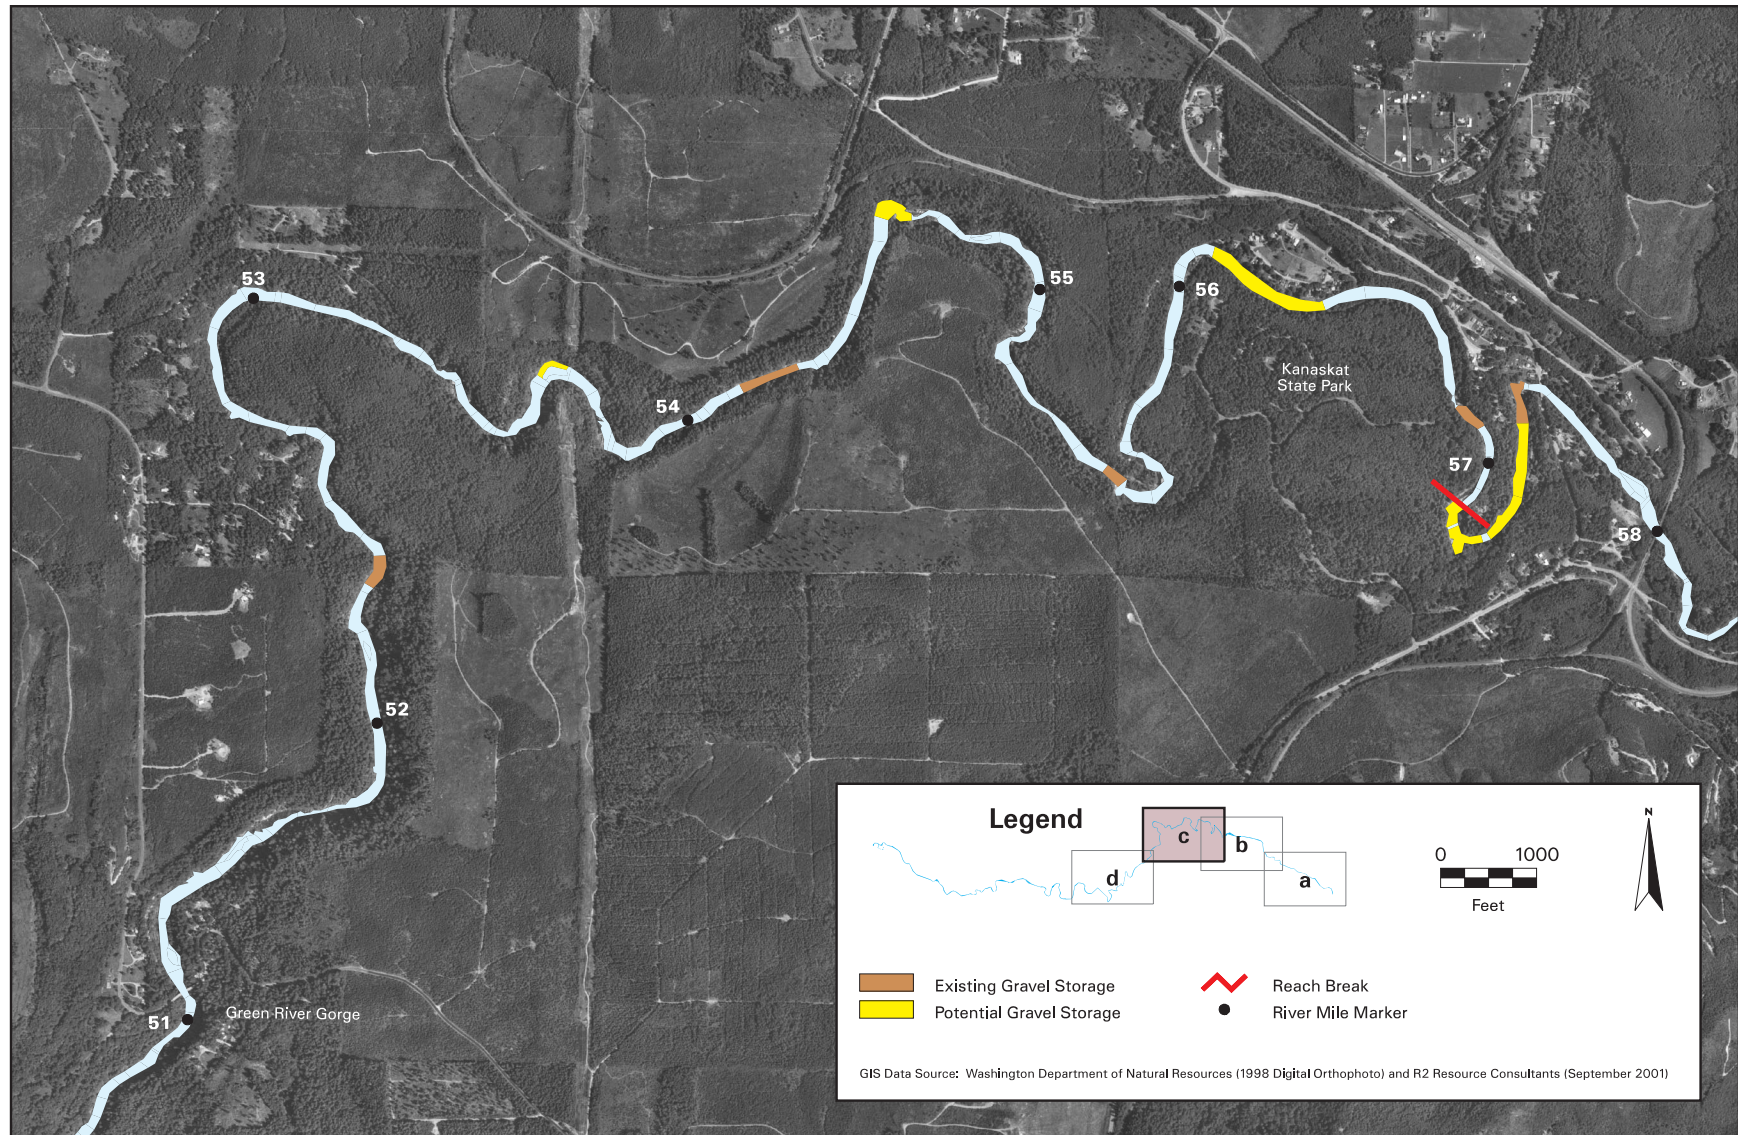 53
55
56
Kanaskat
State Park
54
57
58
52
51
Green River Gorge
Legend
c
b
d
a
0 1000
Feet
N
Existing Gravel Storage
Potential Gravel Storage
Reach Break
River Mile Marker
GIS Data Source: Washington Department of Natural Resources (1998 Digital Orthophoto) and R2 Resource Consultants (September 2001)